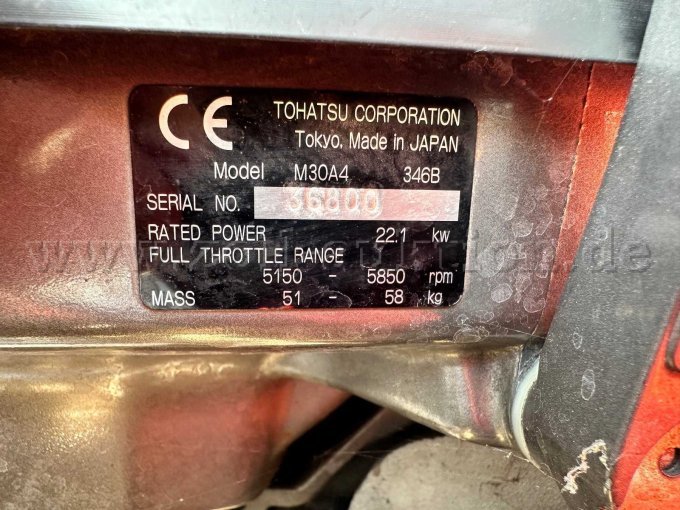 CE
TOHATSU CORPORATION
Tokyo, Made in JAPAN
Model M30A4 346B
SERIAL NO. 36800
RATED POWER 22.1 kw
FULL THROTTLE RANGE
5150 - 5850 rpm
MASS 51 - 58 kg